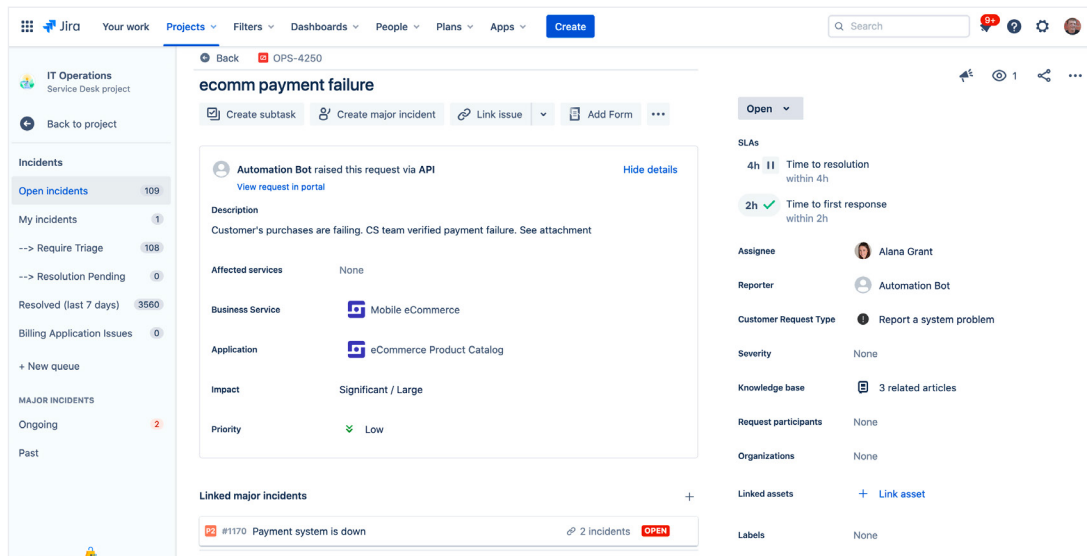 Jira Your work Projects Filters Dashboards People Plans Apps Create Search 9+
IT Operations
Service Desk project
Back to project
Incidents
Open incidents 109
My incidents 1
--> Require Triage 108
--> Resolution Pending 0
Resolved (last 7 days) 3560
Billing Application Issues 0
+ New queue
MAJOR INCIDENTS
Ongoing 2
Past
Back OPS-4250
ecomm payment failure
Create subtask Create major incident Link issue Add Form
Automation Bot raised this request via API Hide details
View request in portal
Description
Customer's purchases are failing. CS team verified payment failure. See attachment
Affected services None
Business Service Mobile eCommerce
Application eCommerce Product Catalog
Impact Significant / Large
Priority Low
Linked major incidents
P2 #1170 Payment system is down 2 incidents OPEN
1
Open
SLAs
4h Time to resolution
within 4h
2h Time to first response
within 2h
Assignee Alana Grant
Reporter Automation Bot
Customer Request Type Report a system problem
Severity None
Knowledge base 3 related articles
Request participants None
Organizations None
Linked assets + Link asset
Labels None